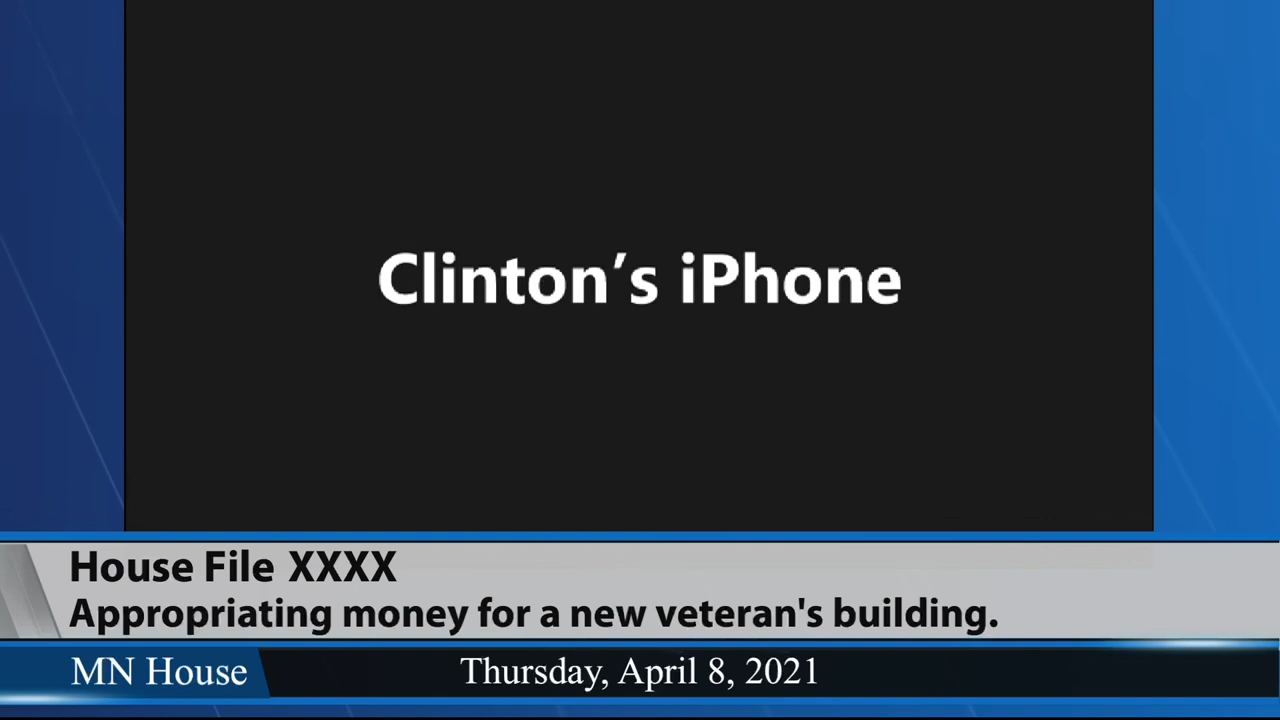 Clinton’s iPhone
House File XXXX
Appropriating money for a new veteran's building.
MN House
Thursday, April 8, 2021